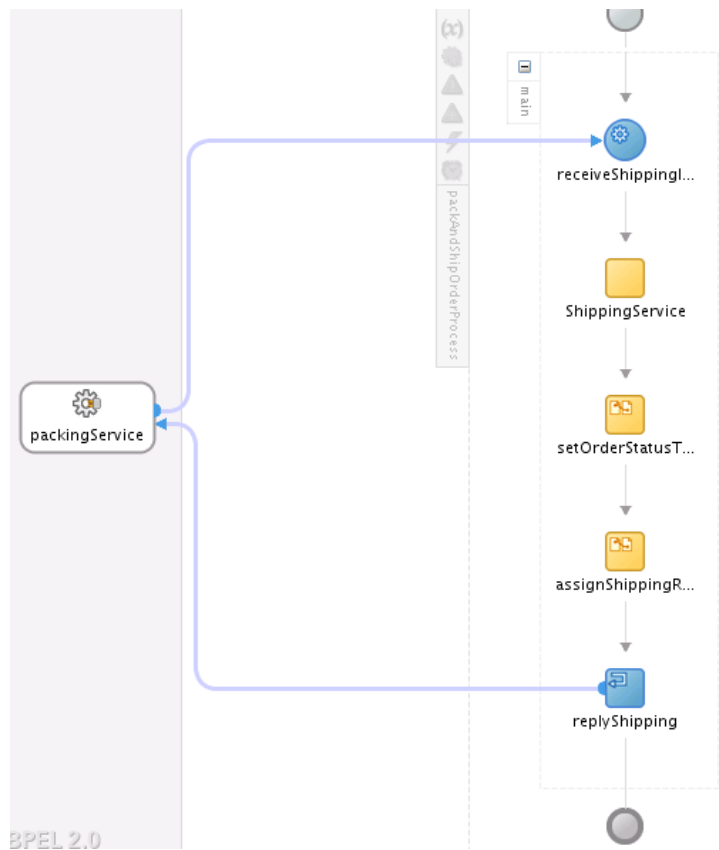 (x)
main
receiveShippingI...
packAndShipOrderProcess
ShippingService
packingService
setOrderStatusT...
assignShippingR...
replyShipping
BPEL 2.0